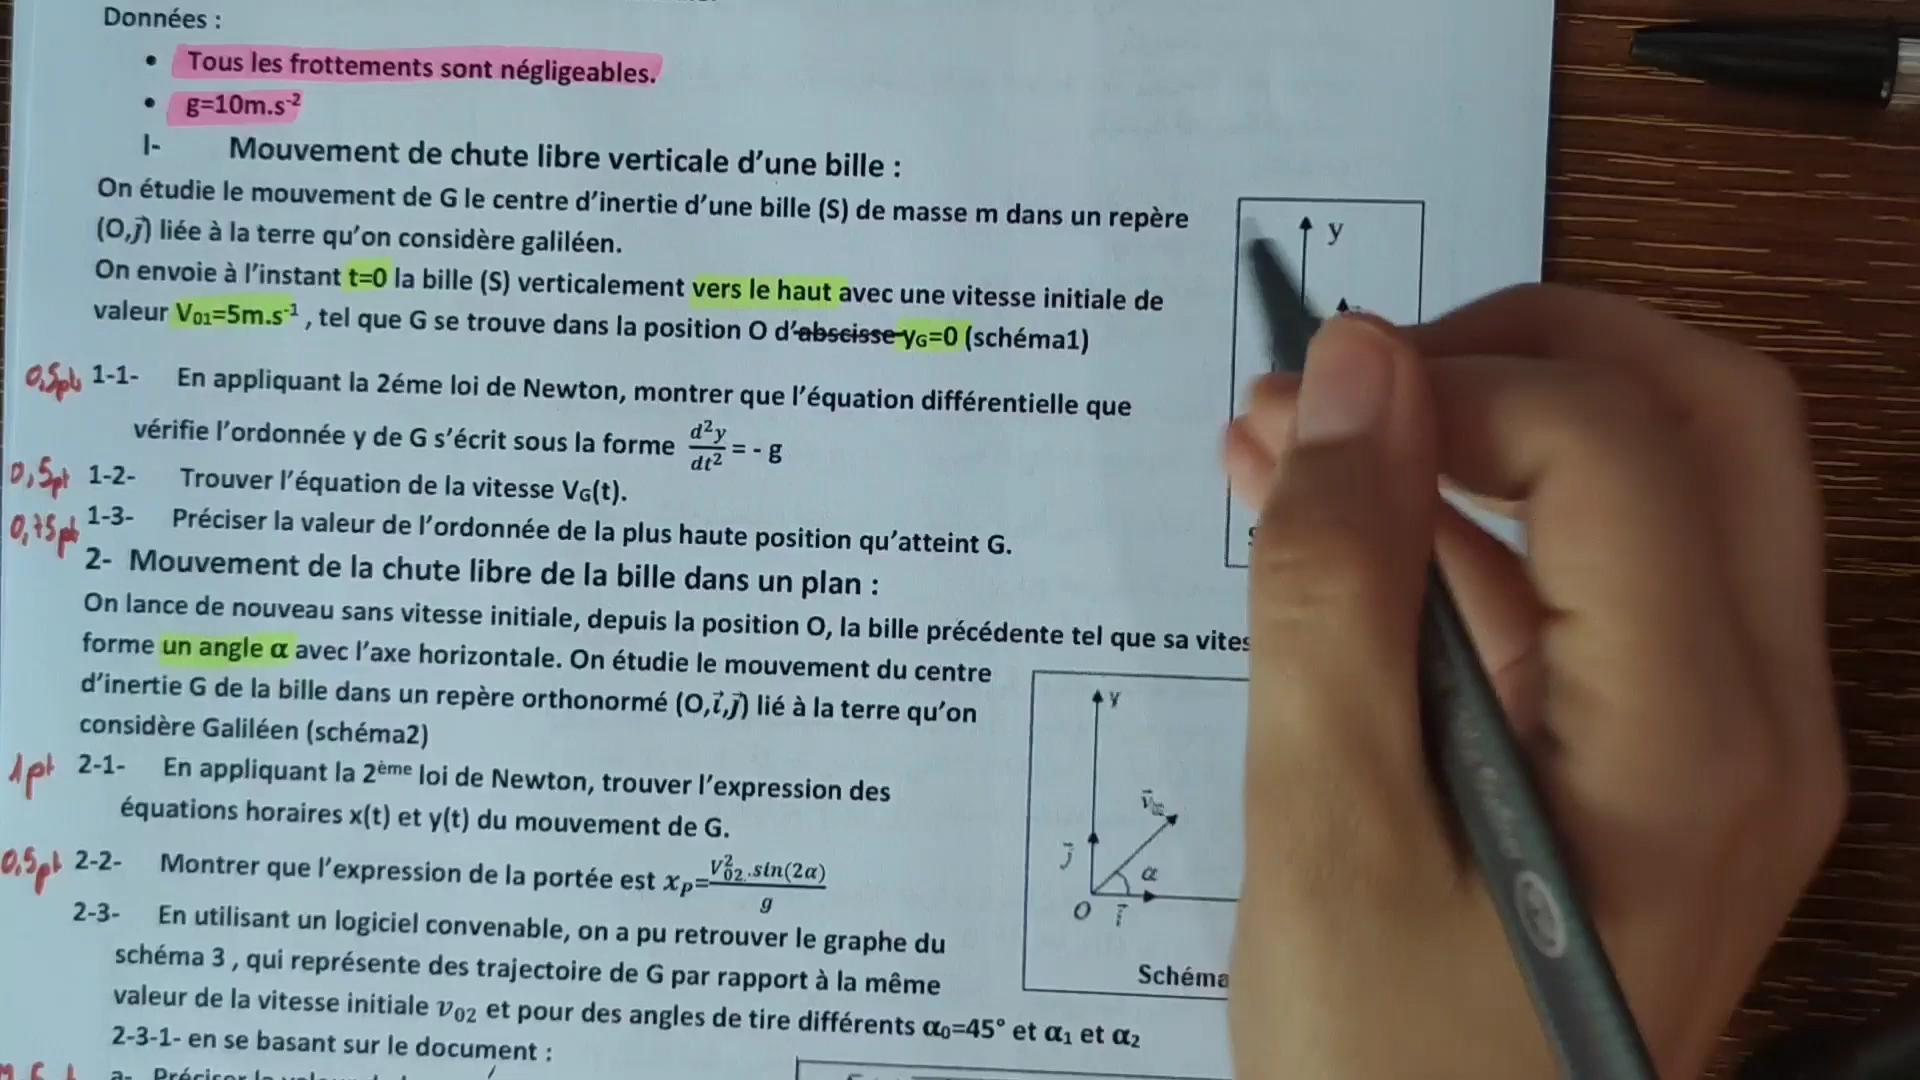 Données :
• Tous les frottements sont négligeables.
• g=10m.s⁻²
I- Mouvement de chute libre verticale d'une bille :
On étudie le mouvement de G le centre d'inertie d'une bille (S) de masse m dans un repère
(O,j⃗) liée à la terre qu'on considère galiléen.
On envoie à l'instant t=0 la bille (S) verticalement vers le haut avec une vitesse initiale de
valeur V₀₁=5m.s⁻¹ , tel que G se trouve dans la position O d'abscisse yG=0 (schéma1)
y
0,5pt 1-1- En appliquant la 2éme loi de Newton, montrer que l'équation différentielle que
vérifie l'ordonnée y de G s'écrit sous la forme d²y/dt² = - g
0,5pt 1-2- Trouver l'équation de la vitesse VG(t).
0,75pt 1-3- Préciser la valeur de l'ordonnée de la plus haute position qu'atteint G.
2- Mouvement de la chute libre de la bille dans un plan :
On lance de nouveau sans vitesse initiale, depuis la position O, la bille précédente tel que sa vites
forme un angle α avec l'axe horizontale. On étudie le mouvement du centre
d'inertie G de la bille dans un repère orthonormé (O,i⃗,j⃗) lié à la terre qu'on
considère Galiléen (schéma2)
1pt 2-1- En appliquant la 2ème loi de Newton, trouver l'expression des
équations horaires x(t) et y(t) du mouvement de G.
0,5pt 2-2- Montrer que l'expression de la portée est xₚ=V₀₂².sin(2α)/g
2-3- En utilisant un logiciel convenable, on a pu retrouver le graphe du
schéma 3 , qui représente des trajectoire de G par rapport à la même
valeur de la vitesse initiale v₀₂ et pour des angles de tire différents α₀=45° et α₁ et α₂
2-3-1- en se basant sur le document :
a- Préciser la
y
j⃗
α
O
i⃗
Schéma